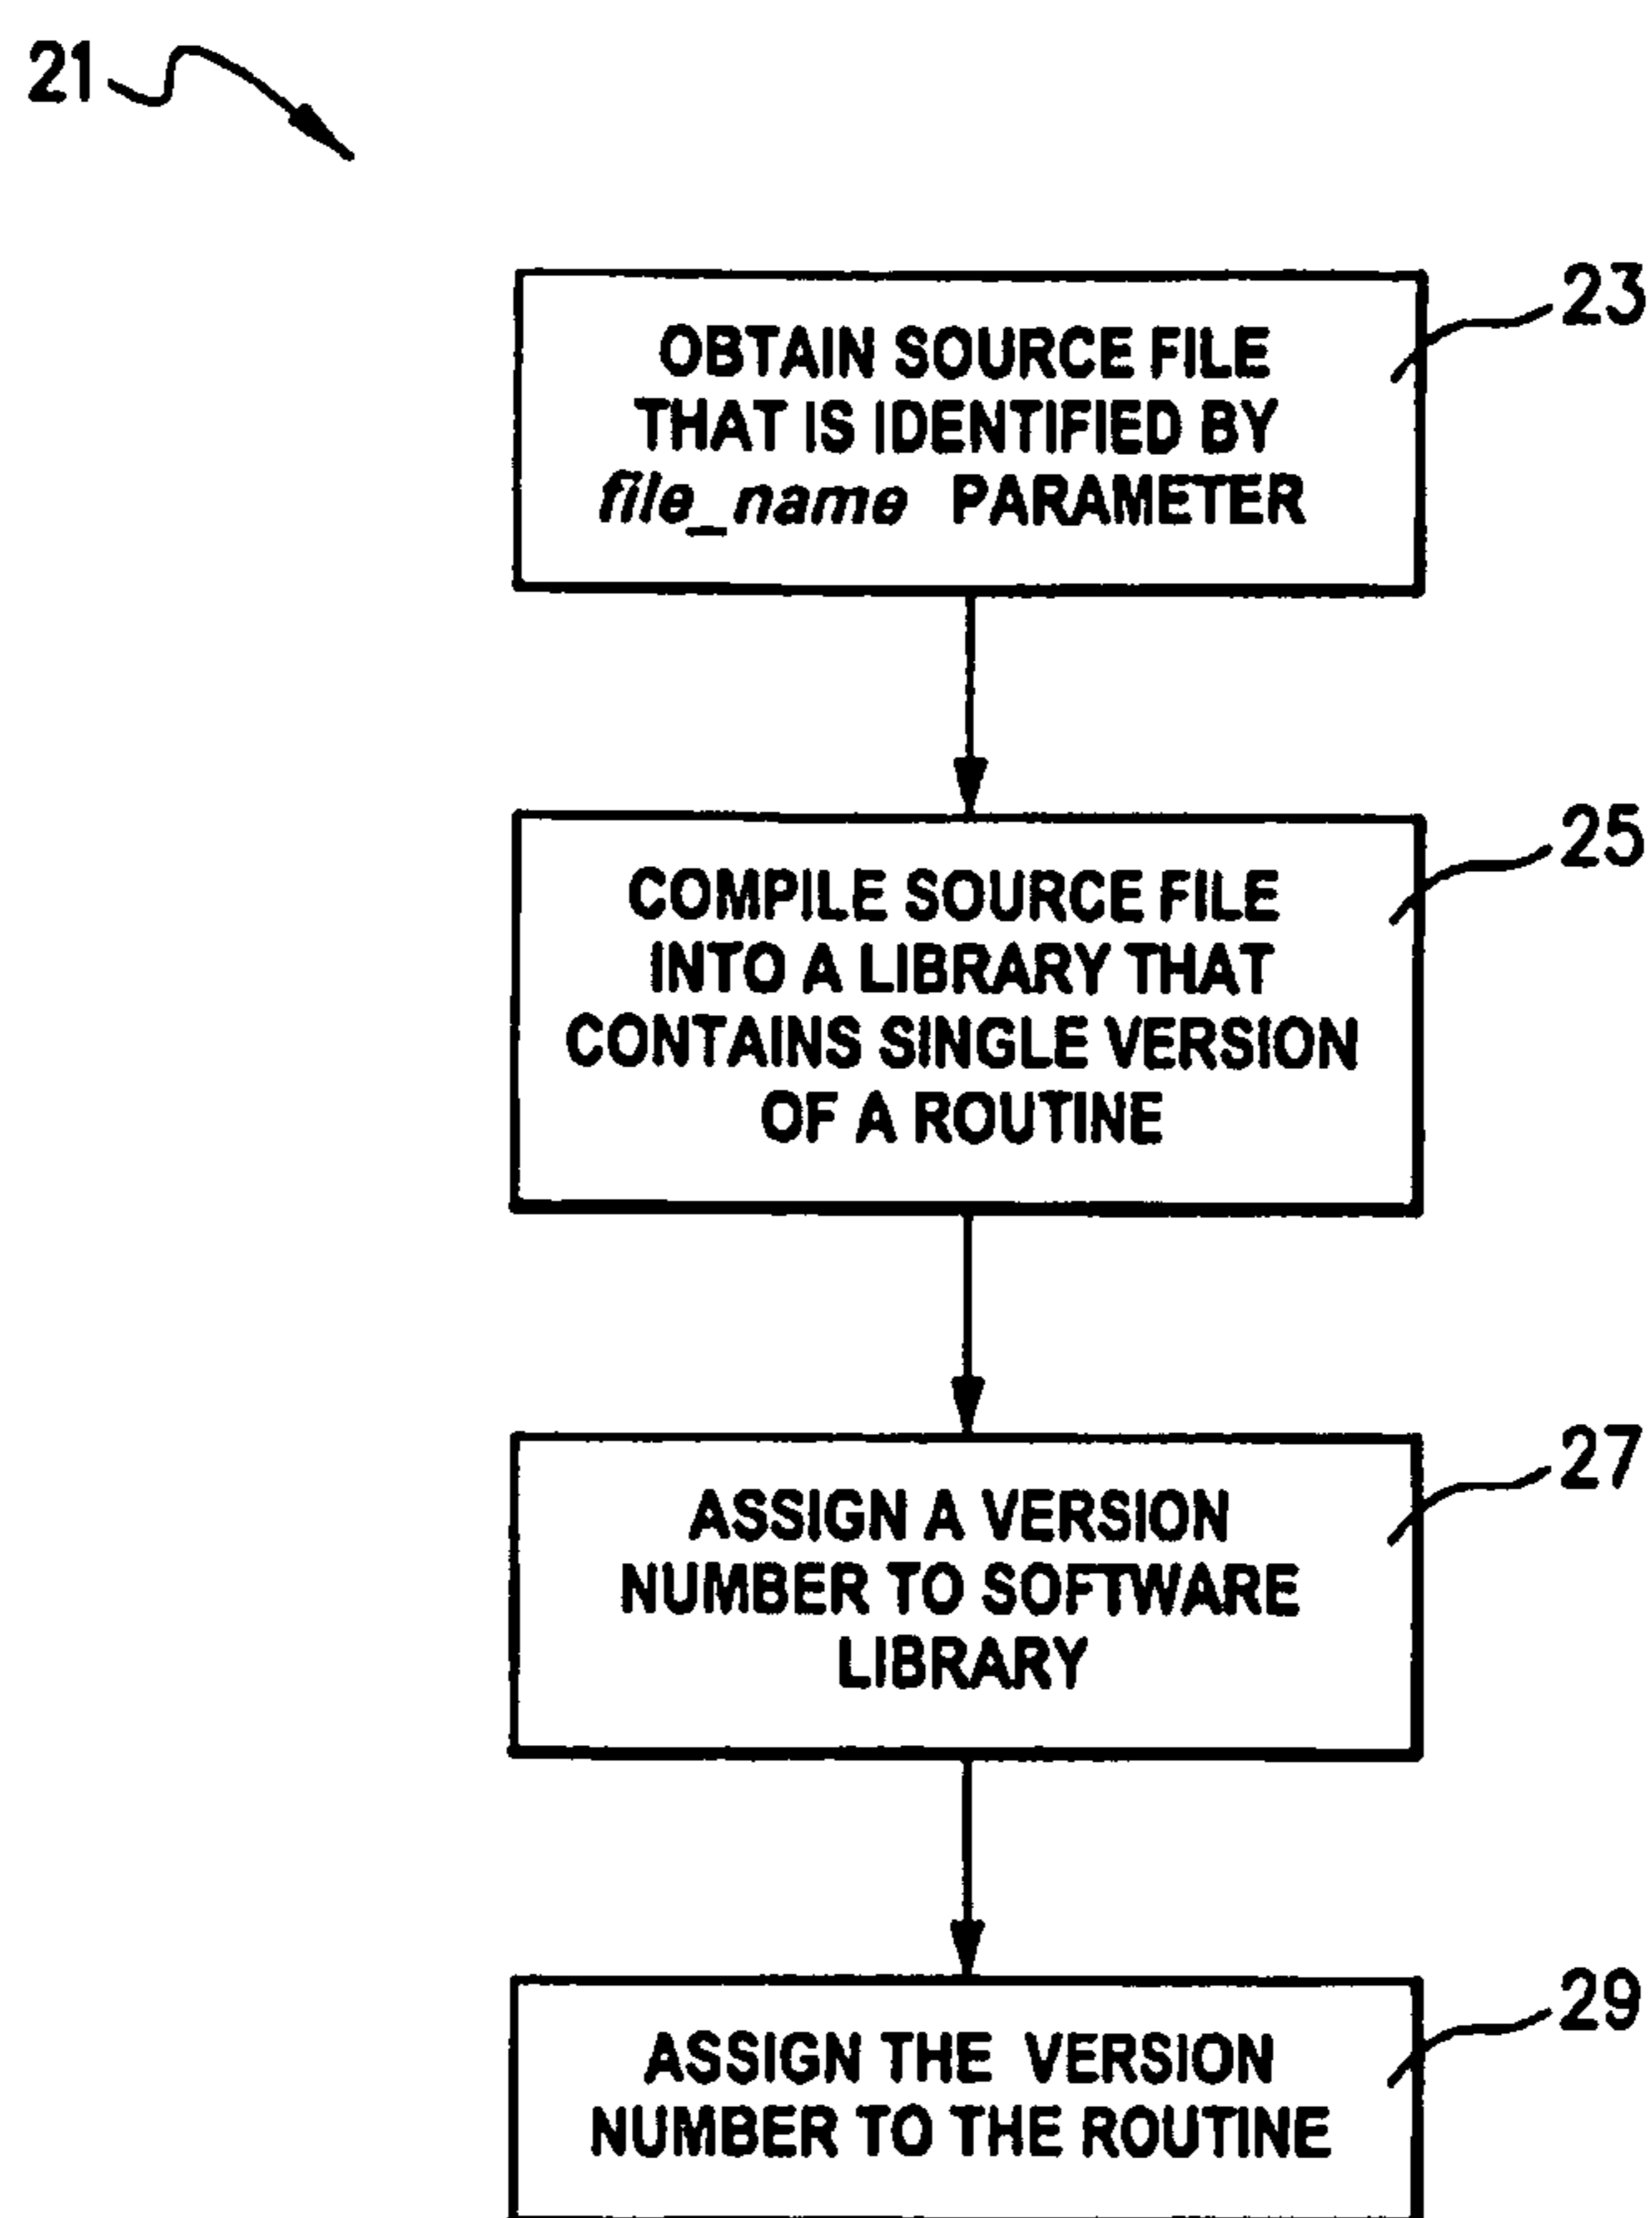 21
23
OBTAIN SOURCE FILE
THAT IS IDENTIFIED BY
file_name PARAMETER
25
COMPILE SOURCE FILE
INTO A LIBRARY THAT
CONTAINS SINGLE VERSION
OF A ROUTINE
27
ASSIGN A VERSION
NUMBER TO SOFTWARE
LIBRARY
29
ASSIGN THE VERSION
NUMBER TO THE ROUTINE